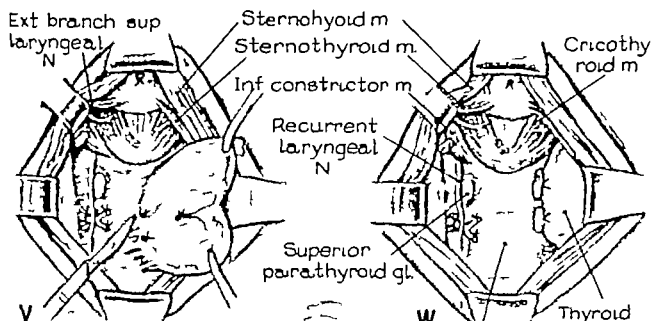 Ext branch sup
laryngeal
N
Sternohyoid m
Sternothyroid m.
Inf constrictor m
Recurrent
laryngeal
N
Superior
parathyroid gl.
Cricothy
roid m
Thyroid
V
W